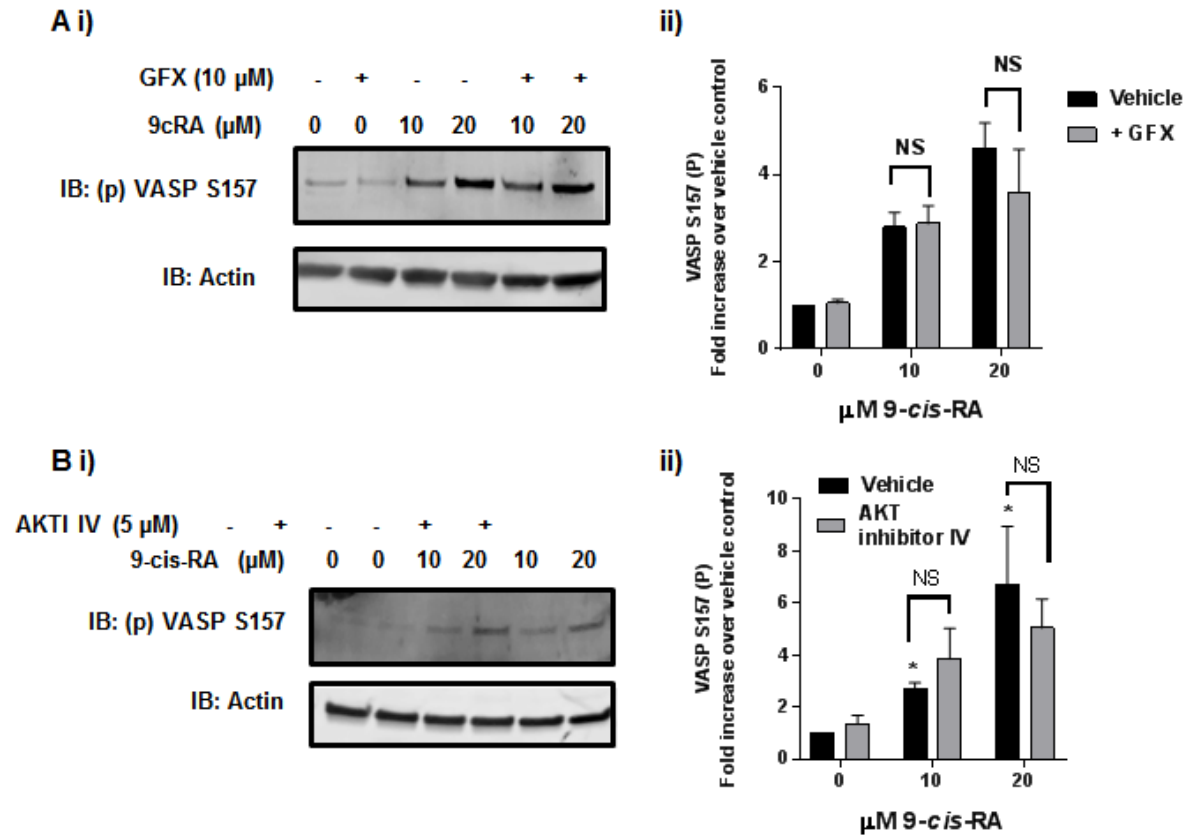 A i)
GFX (10 µM) - + - - + +
9cRA (µM) 0 0 10 20 10 20
IB: (p) VASP S157
IB: Actin
ii)
VASP S157 (P)
Fold increase over vehicle control
6
4
2
0
NS
NS
Vehicle
+ GFX
0 10 20
µM 9-cis-RA
B i)
AKTI IV (5 µM) - + - - + +
9-cis-RA (µM) 0 0 10 20 10 20
IB: (p) VASP S157
IB: Actin
ii)
VASP S157 (P)
Fold increase over vehicle control
10
8
6
4
2
0
Vehicle
AKT
inhibitor IV
NS
*
NS
*
0 10 20
µM 9-cis-RA